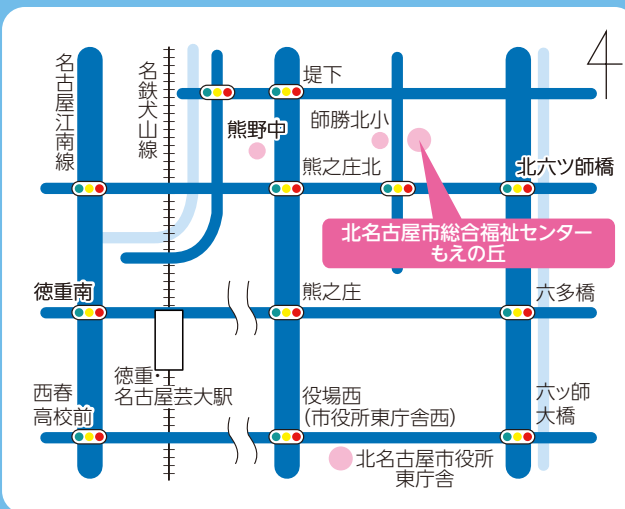 名古屋江南線
名鉄犬山線
堤下
熊野中
師勝北小
熊之庄北
北六ツ師橋
北名古屋市総合福祉センター
もえの丘
徳重南
熊之庄
六多橋
徳重・
名古屋芸大駅
西春
高校前
役場西
(市役所東庁舎西)
六ッ師
大橋
北名古屋市役所
東庁舎